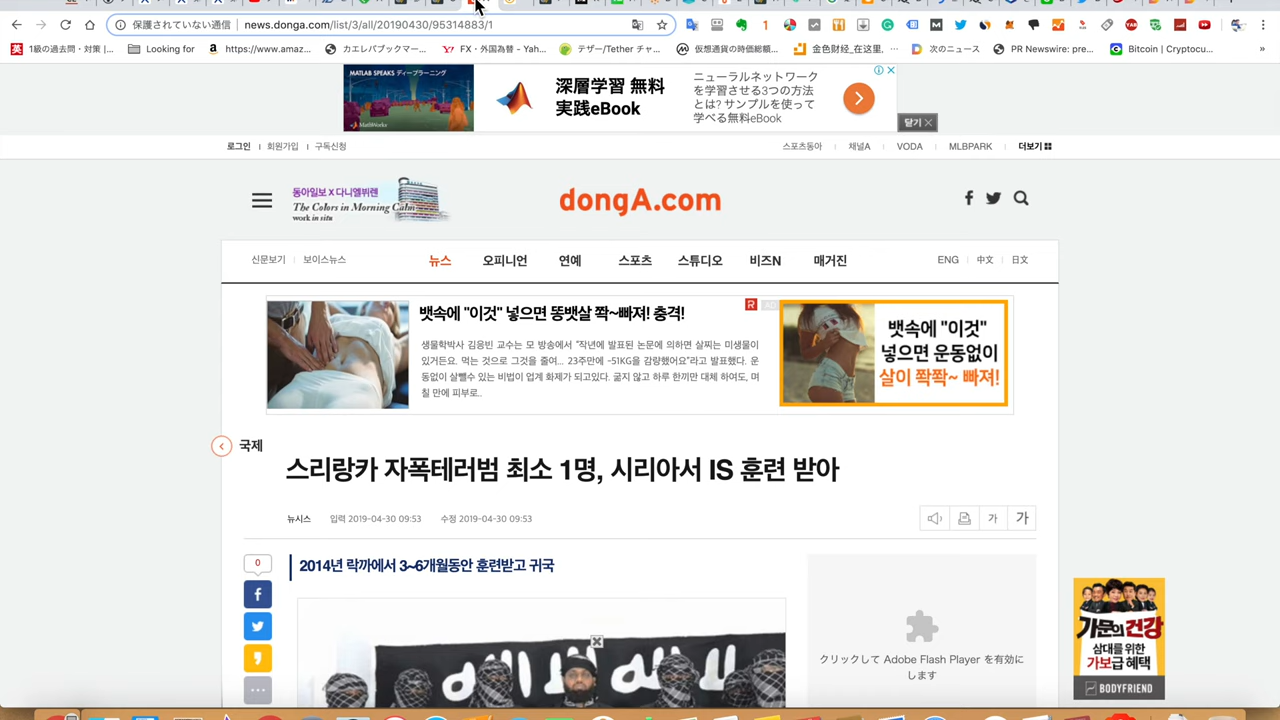 保護されていない通信 | news.donga.com/list/3/all/20190430/95314883/1
1級の過去問・対策 |...
Looking for
https://www.amaz...
カエレバブックマー...
FX・外国為替 - Yah...
テザー/Tether チャ...
仮想通貨の時価総額...
金色财经_在这里, ...
次のニュース
PR Newswire: pre...
Bitcoin | Cryptocu...
MATLAB SPEAKS ディープラーニング
MathWorks
深層学習 無料
実践eBook
ニューラルネットワーク
を学習させる3つの方法
とは? サンプルを使って
学べる無料eBook
닫기
로그인 | 회원가입 | 구독신청
스포츠동아 | 채널A | VODA | MLBPARK | 더보기
동아일보 X 다니엘뷔렌
The Colors in Morning Calm
work in situ
dongA.com
신문보기 | 보이스뉴스
뉴스 오피니언 연예 스포츠 스튜디오 비즈N 매거진
ENG | 中文 | 日文
뱃속에 "이것" 넣으면 똥뱃살 쫙~빠져! 충격!
생물학박사 김응빈 교수는 모 방송에서 “작년에 발표된 논문에 의하면 살찌는 미생물이
있거든요. 먹는 것으로 그것을 줄여... 23주만에 -51KG을 감량했어요”라고 발표했다. 운
동없이 살뺄수 있는 비법이 업계 화제가 되고있다. 굶지 않고 하루 한끼만 대체 하여도, 며
칠 만에 피부로..
R AD
뱃속에 "이것"
넣으면 운동없이
살이 쫙쫙~ 빠져!
국제
스리랑카 자폭테러범 최소 1명, 시리아서 IS 훈련 받아
뉴시스 입력 2019-04-30 09:53 수정 2019-04-30 09:53
가 가
0
2014년 락까에서 3~6개월동안 훈련받고 귀국
クリックして Adobe Flash Player を有効に
します
가문의건강
삼대를 위한
가보급 혜택
BODYFRIEND